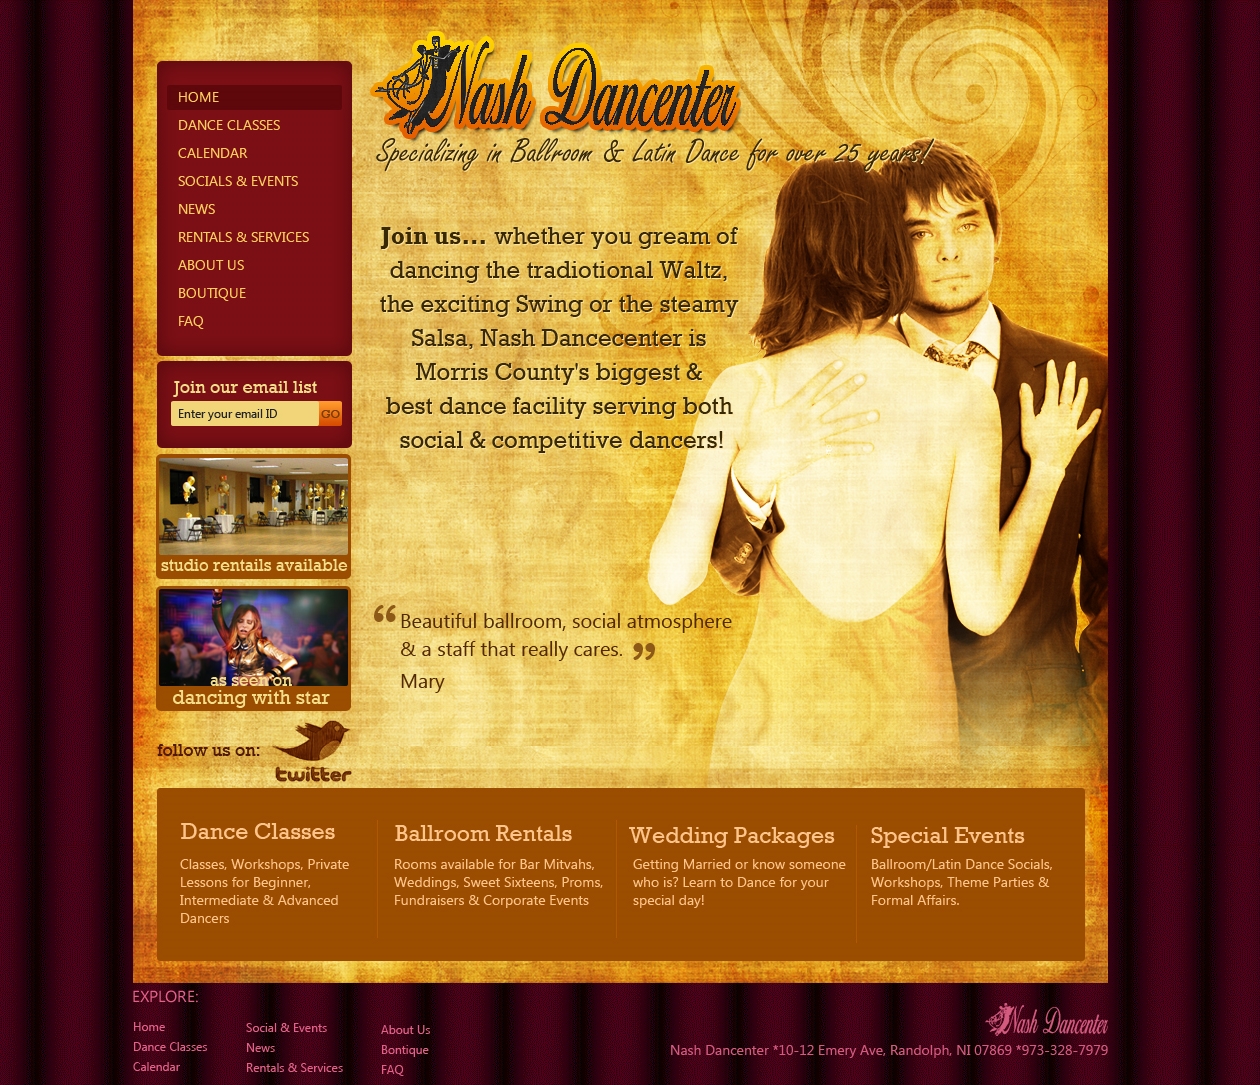 Nash Dancenter
Specializing in Ballroom & Latin Dance for over 25 years!
HOME
DANCE CLASSES
CALENDAR
SOCIALS & EVENTS
NEWS
RENTALS & SERVICES
ABOUT US
BOUTIQUE
FAQ
Join our email list
Enter your email ID GO
studio rentails available
as seen on
dancing with star
follow us on:
twitter
Join us... whether you gream of
dancing the tradiotional Waltz,
the exciting Swing or the steamy
Salsa, Nash Dancecenter is
Morris County's biggest &
best dance facility serving both
social & competitive dancers!
“ Beautiful ballroom, social atmosphere
& a staff that really cares. ”
Mary
Dance Classes
Classes, Workshops, Private
Lessons for Beginner,
Intermediate & Advanced
Dancers
Ballroom Rentals
Rooms available for Bar Mitvahs,
Weddings, Sweet Sixteens, Proms,
Fundraisers & Corporate Events
Wedding Packages
Getting Married or know someone
who is? Learn to Dance for your
special day!
Special Events
Ballroom/Latin Dance Socials,
Workshops, Theme Parties &
Formal Affairs.
EXPLORE:
Home
Dance Classes
Calendar
Social & Events
News
Rentals & Services
About Us
Bontique
FAQ
Nash Dancenter
Nash Dancenter *10-12 Emery Ave, Randolph, NI 07869 *973-328-7979